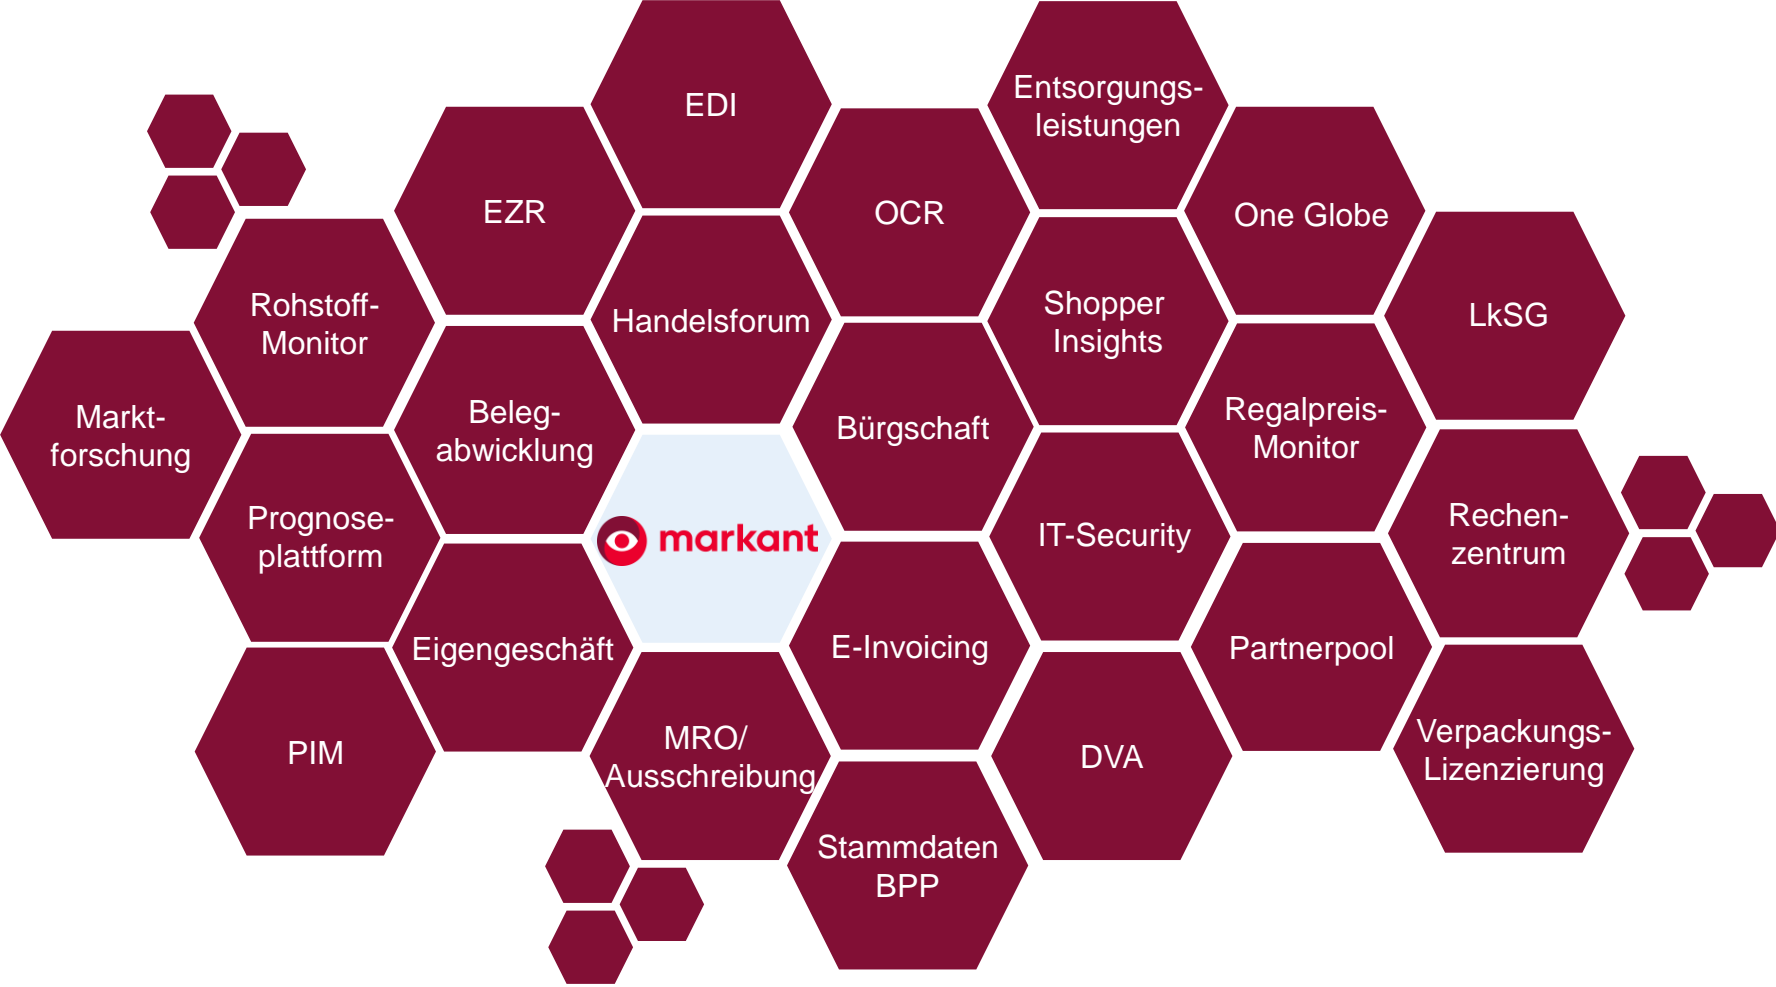 EDI
Entsorgungs-
leistungen
EZR
OCR
One Globe
Rohstoff-
Monitor
Handelsforum
Shopper
Insights
LkSG
Markt-
forschung
Beleg-
abwicklung
Bürgschaft
Regalpreis-
Monitor
Prognose-
plattform
markant
IT-Security
Rechen-
zentrum
Eigengeschäft
E-Invoicing
Partnerpool
PIM
MRO/
Ausschreibung
DVA
Verpackungs-
Lizenzierung
Stammdaten
BPP